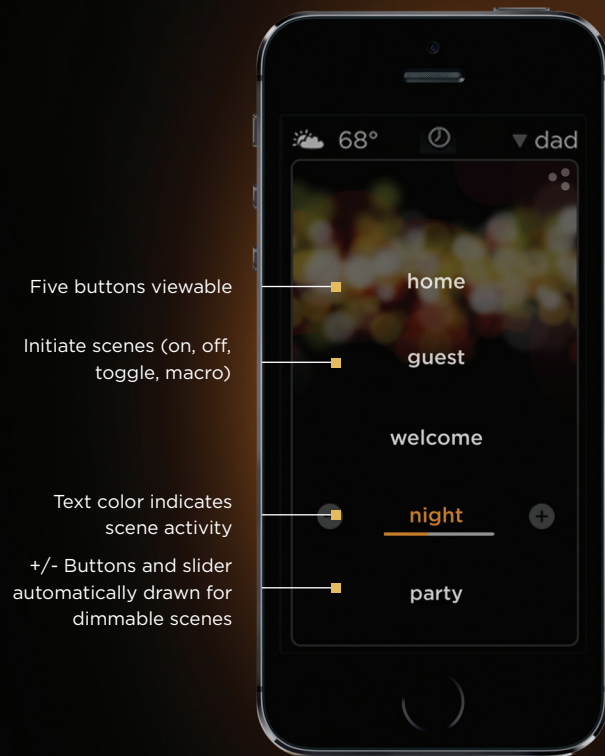 68°
dad
home
guest
welcome
night
+
party
Five buttons viewable
Initiate scenes (on, off,
toggle, macro)
Text color indicates
scene activity
+/- Buttons and slider
automatically drawn for
dimmable scenes